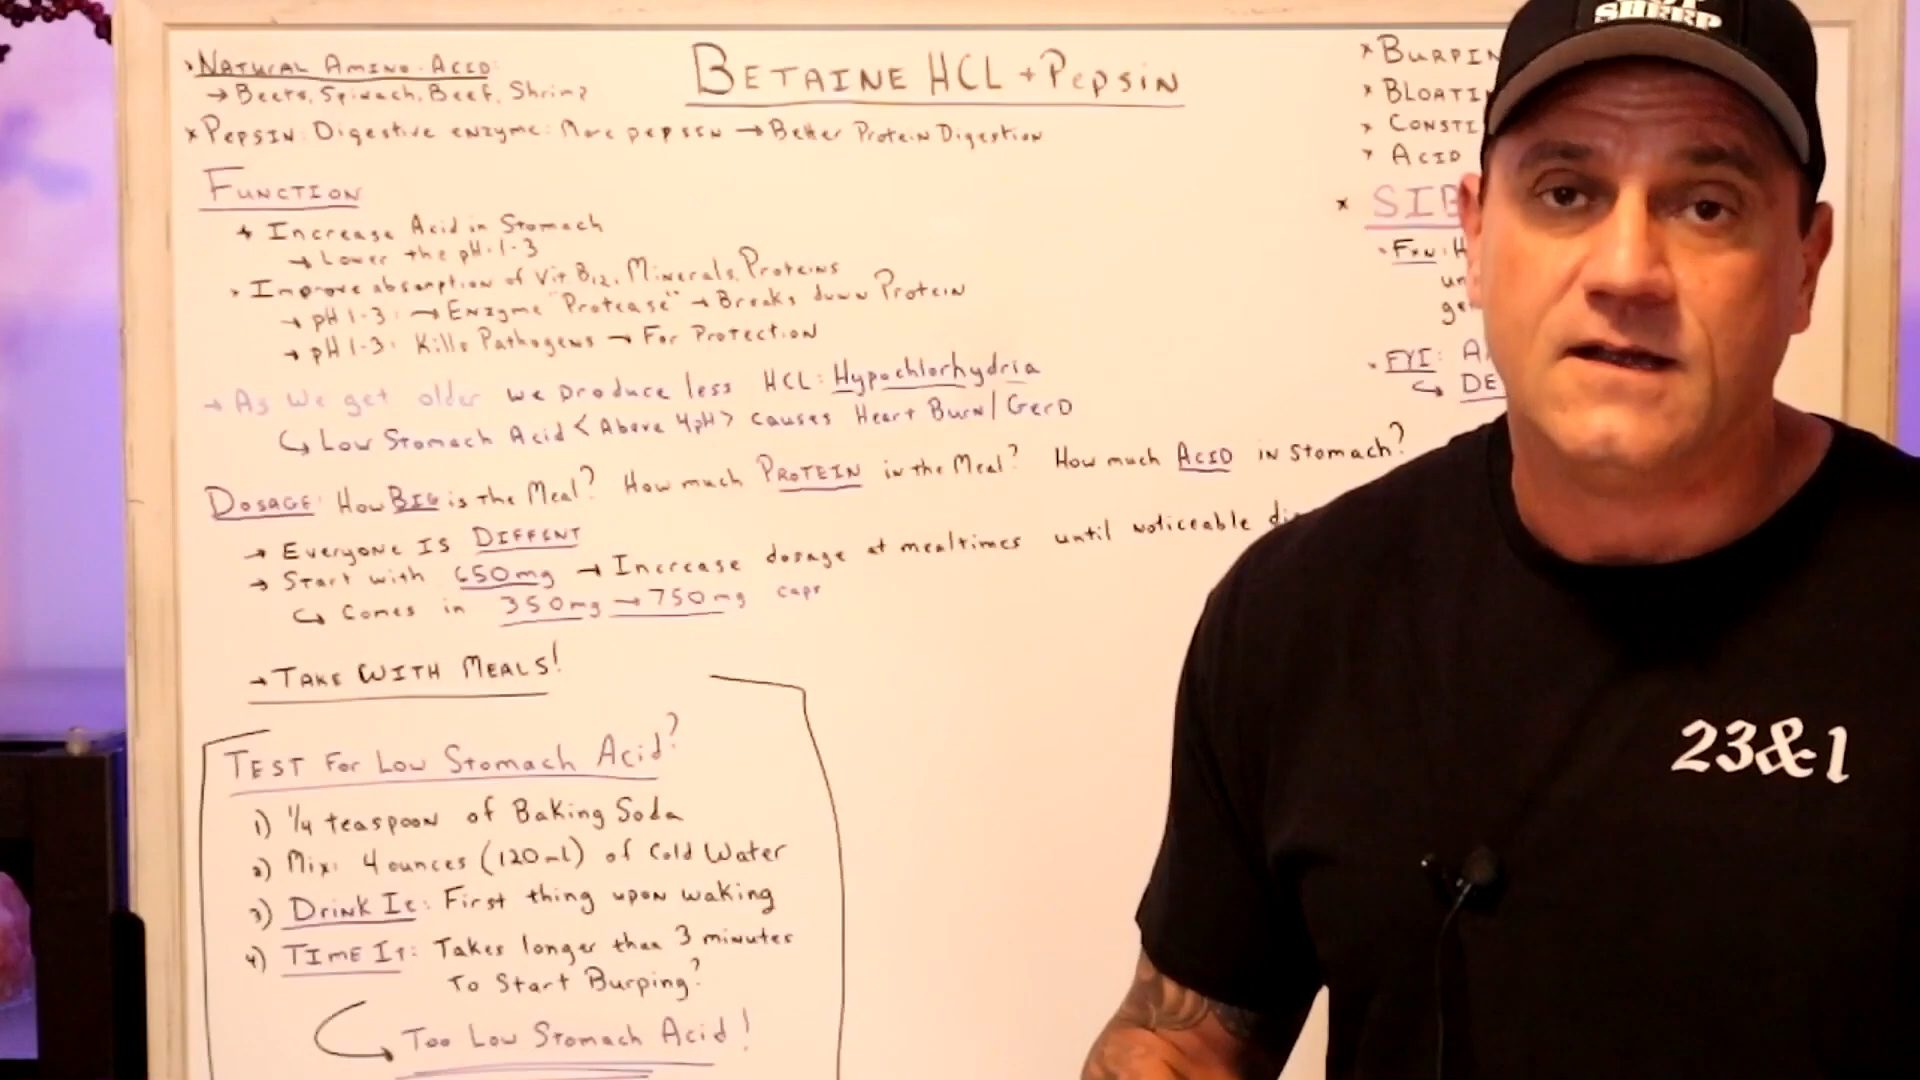 Betaine HCL + Pepsin
* Natural Amino Acid:
→ Beets, Spinach, Beef, Shrimp
* Pepsin: Digestive enzyme: More pepsin → Better Protein Digestion
Function
* Increase Acid in Stomach
→ Lower the pH: 1-3
* Improve absorption of Vit B12, Minerals, Proteins
→ pH 1-3: → Enzyme "Protease" → Breaks down Protein
→ pH 1-3: Kills Pathogens → For Protection
→ As we get older we produce less HCL: Hypochlorhydria
↳ Low Stomach Acid < Above 4pH > causes Heart Burn / GerD
Dosage: How BIG is the Meal? How much PROTEIN in the Meal? How much ACID in stomach?
→ Everyone IS DIFFENT
→ Start with 650mg → Increase dosage at mealtimes until noticeable
↳ Comes in 350mg → 750mg caps
→ TAKE WITH MEALS!
TEST For Low Stomach Acid?
1) 1/4 teaspoon of Baking Soda
2) Mix: 4 ounces (120ml) of Cold Water
3) Drink It: First thing upon waking
4) TIME IT: Takes longer than 3 minutes
To Start Burping?
Too Low Stomach Acid!
* BURPIN
* BLOATI
* CONSTI
* ACID
* SIB
• Fxn: H
un
ge
• FYI: A
↳ DE
SHEEP
23&1